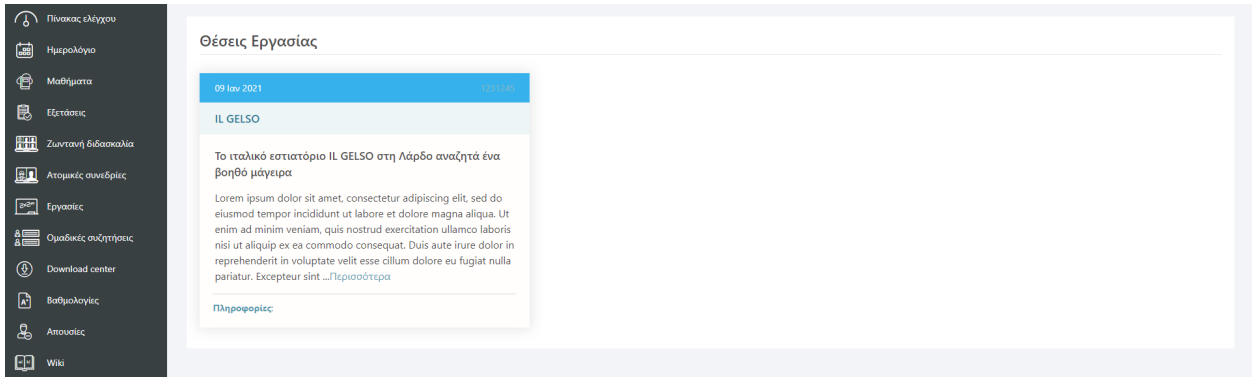 Πίνακας ελέγχου
Ημερολόγιο
Μαθήματα
Εξετάσεις
Ζωντανή διδασκαλία
Ατομικές συνεδρίες
Εργασίες
Ομαδικές συζητήσεις
Download center
Βαθμολογίες
Απουσίες
Wiki
Θέσεις Εργασίας
09 Ιαν 2021 1231245
IL GELSO
Το ιταλικό εστιατόριο IL GELSO στη Λάρδο αναζητά ένα
βοηθό μάγειρα
Lorem ipsum dolor sit amet, consectetur adipiscing elit, sed do
eiusmod tempor incididunt ut labore et dolore magna aliqua. Ut
enim ad minim veniam, quis nostrud exercitation ullamco laboris
nisi ut aliquip ex ea commodo consequat. Duis aute irure dolor in
reprehenderit in voluptate velit esse cillum dolore eu fugiat nulla
pariatur. Excepteur sint ...Περισσότερα
Πληροφορίες: